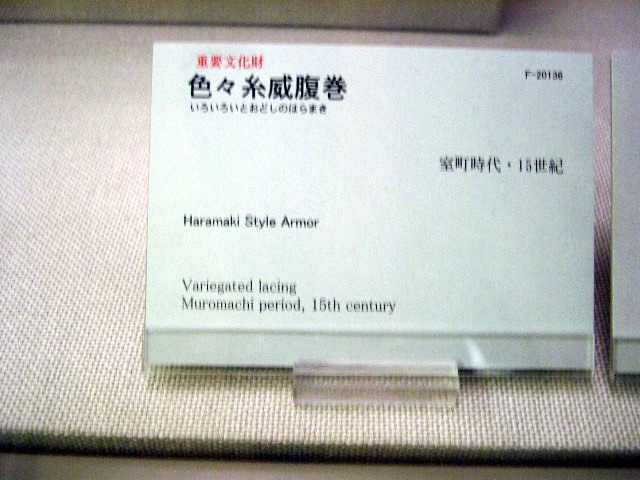 重要文化財
色々糸威腹巻
いろいろいとおどしのはらまき
F-20136
室町時代・15世紀
Haramaki Style Armor
Variegated lacing
Muromachi period, 15th century